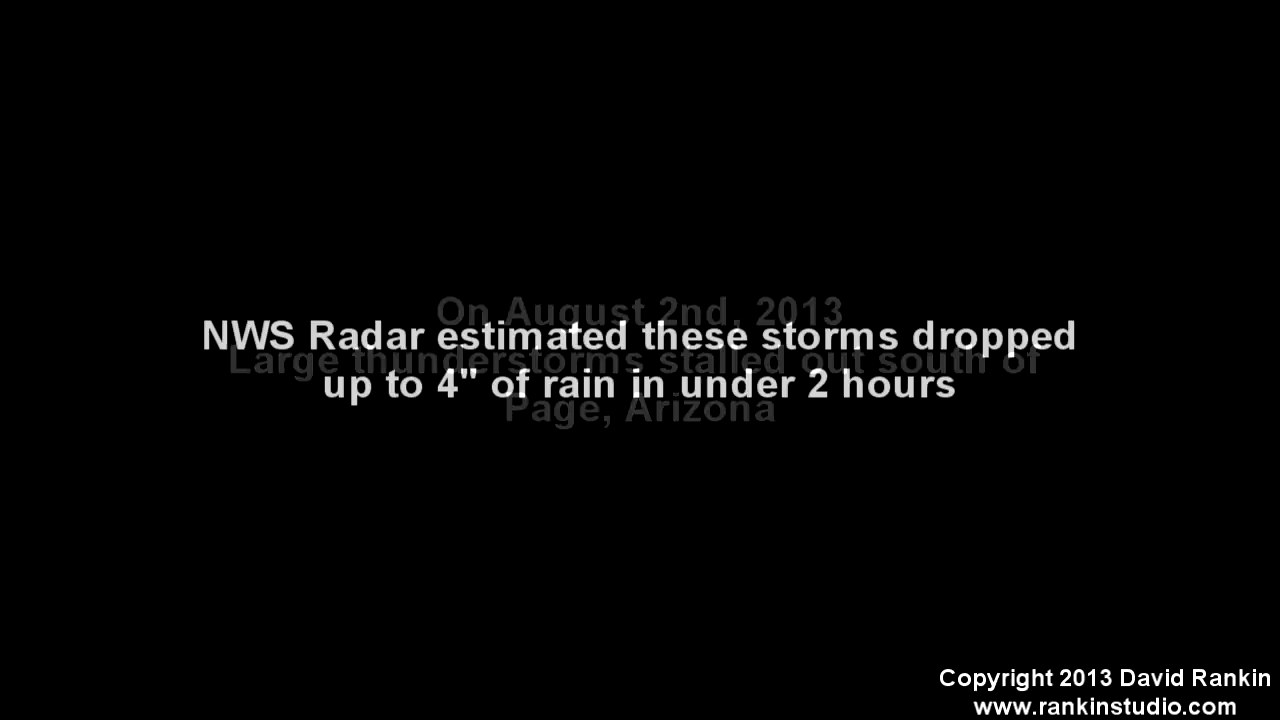 On August 2nd, 2013
NWS Radar estimated these storms dropped
Large thunderstorms stalled out south of
up to 4" of rain in under 2 hours
Page, Arizona
Copyright 2013 David Rankin
www.rankinstudio.com